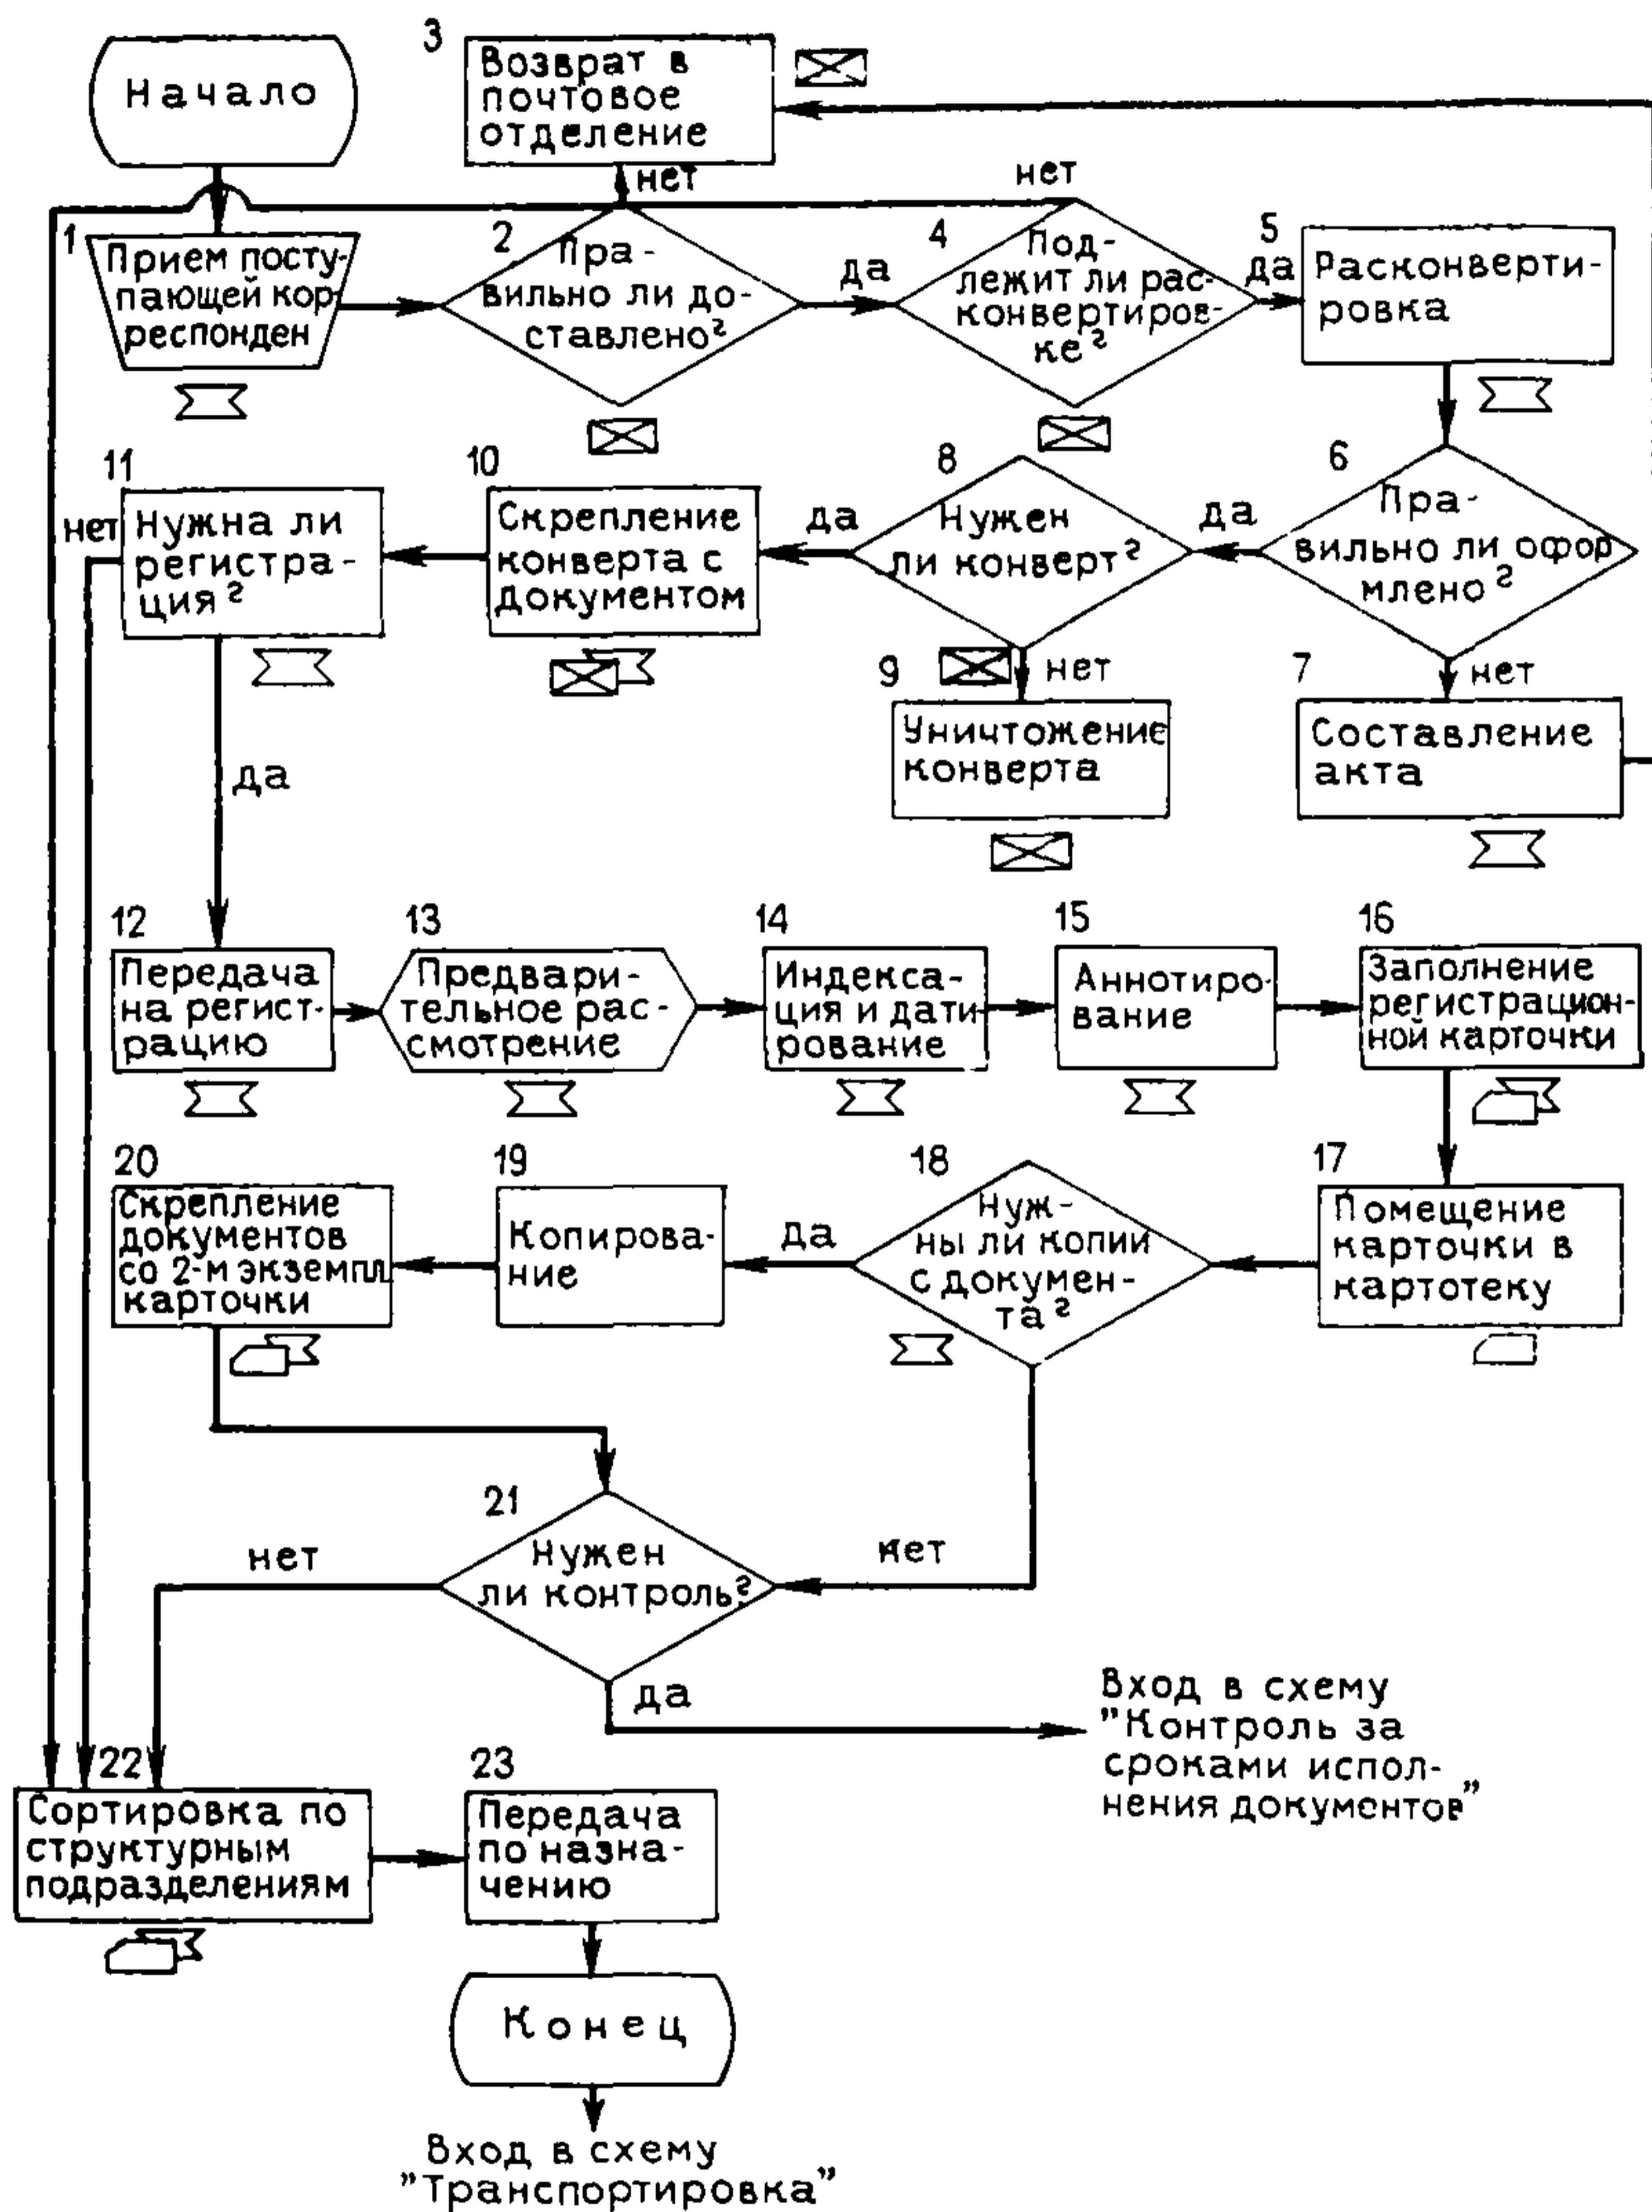 Начало
3
Возврат в
почтовое
отделение
нет
нет
1
Прием посту-
пающей кор-
респонден
2
Пра-
вильно ли до-
ставлено?
да
4
Под-
лежит ли рас-
конвертиров-
ке?
да
5
Расконверти-
ровка
11
нет
Нужна ли
регистра-
ция?
10
Скрепление
конверта с
документом
да
8
Нужен
ли конверт?
да
6
Пра-
вильно ли офор
млено?
9
нет
Уничтожение
конверта
7
нет
Составление
акта
да
12
Передача
на регист-
рацию
13
Предвари-
тельное рас-
смотрение
14
Индекса-
ция и дати-
рование
15
Аннотиро-
вание
16
Заполнение
регистрацион-
ной карточки
20
Скрепление
документов
со 2-м экземпл.
карточки
19
Копирова-
ние
да
18
Нуж-
ны ли копии
с докумен-
та?
17
Помещение
карточки в
картотеку
21
Нужен
ли контроль?
нет
нет
да
Вход в схему
"Контроль за
сроками испол-
нения документов"
22
Сортировка по
структурным
подразделениям
23
Передача
по назна-
чению
Конец
Вход в схему
"Транспортировка"